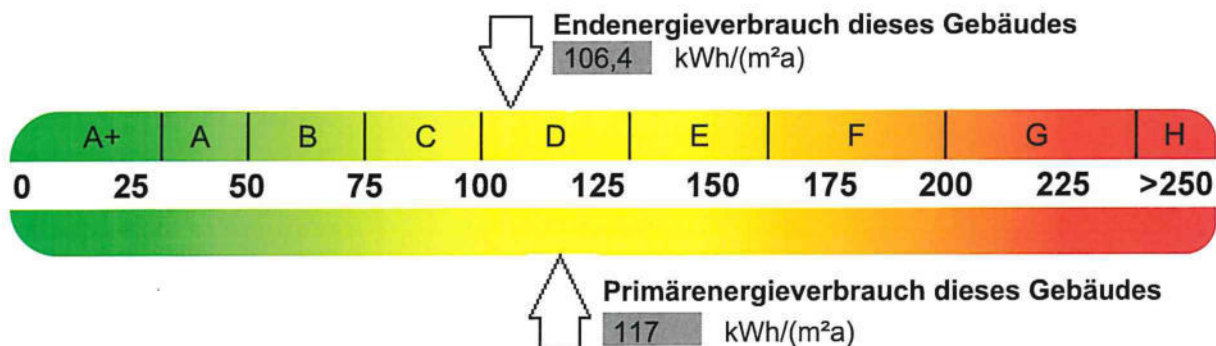 Endenergieverbrauch dieses Gebäudes
106,4 kWh/(m²a)
A+ A B C D E F G H
0 25 50 75 100 125 150 175 200 225 >250
Primärenergieverbrauch dieses Gebäudes
117 kWh/(m²a)